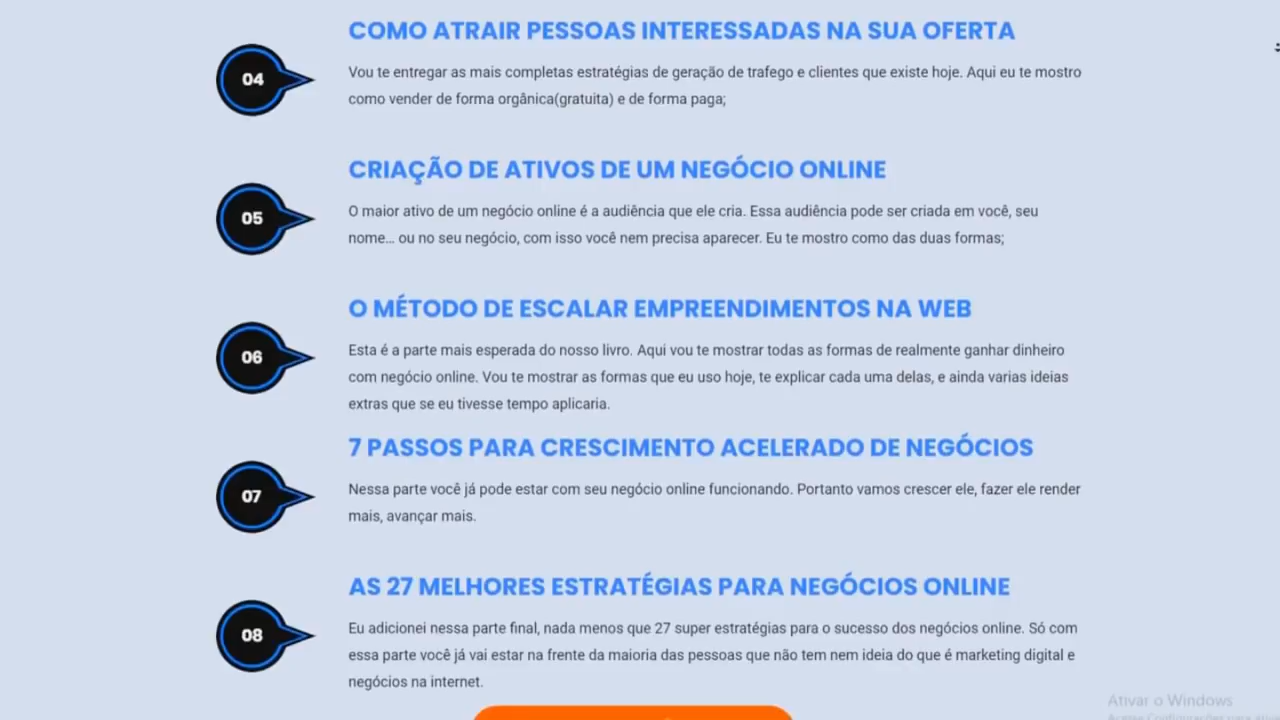 COMO ATRAIR PESSOAS INTERESSADAS NA SUA OFERTA
04
Vou te entregar as mais completas estratégias de geração de trafego e clientes que existe hoje. Aqui eu te mostro
como vender de forma orgânica(gratuita) e de forma paga;
CRIAÇÃO DE ATIVOS DE UM NEGÓCIO ONLINE
05
O maior ativo de um negócio online é a audiência que ele cria. Essa audiência pode ser criada em você, seu
nome... ou no seu negócio, com isso você nem precisa aparecer. Eu te mostro como das duas formas;
O MÉTODO DE ESCALAR EMPREENDIMENTOS NA WEB
06
Esta é a parte mais esperada do nosso livro. Aqui vou te mostrar todas as formas de realmente ganhar dinheiro
com negócio online. Vou te mostrar as formas que eu uso hoje, te explicar cada uma delas, e ainda varias ideias
extras que se eu tivesse tempo aplicaria.
7 PASSOS PARA CRESCIMENTO ACELERADO DE NEGÓCIOS
07
Nessa parte você já pode estar com seu negócio online funcionando. Portanto vamos crescer ele, fazer ele render
mais, avançar mais.
AS 27 MELHORES ESTRATÉGIAS PARA NEGÓCIOS ONLINE
08
Eu adicionei nessa parte final, nada menos que 27 super estratégias para o sucesso dos negócios online. Só com
essa parte você já vai estar na frente da maioria das pessoas que não tem nem ideia do que é marketing digital e
negócios na internet.
Ativar o Windows